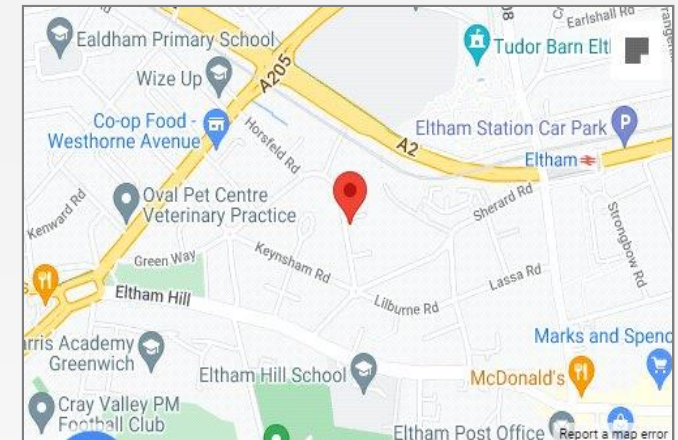 Earlshall Rd
Ealdham Primary School
Tudor Barn Elt
Wize Up
A205
Co-op Food -
Westhorne Avenue
Horsfeld Rd
Eltham Station Car Park
P
A2
Eltham
Oval Pet Centre
Veterinary Practice
Kenward Rd
Sherard Rd
Strongbow Rd
Green Way
Keynsham Rd
Lassa Rd
Eltham Hill
Lilburne Rd
Marks and Spenc
rris Academy
Greenwich
Eltham Hill School
McDonald's
Cray Valley PM
Football Club
Eltham Post Office
Report a map error